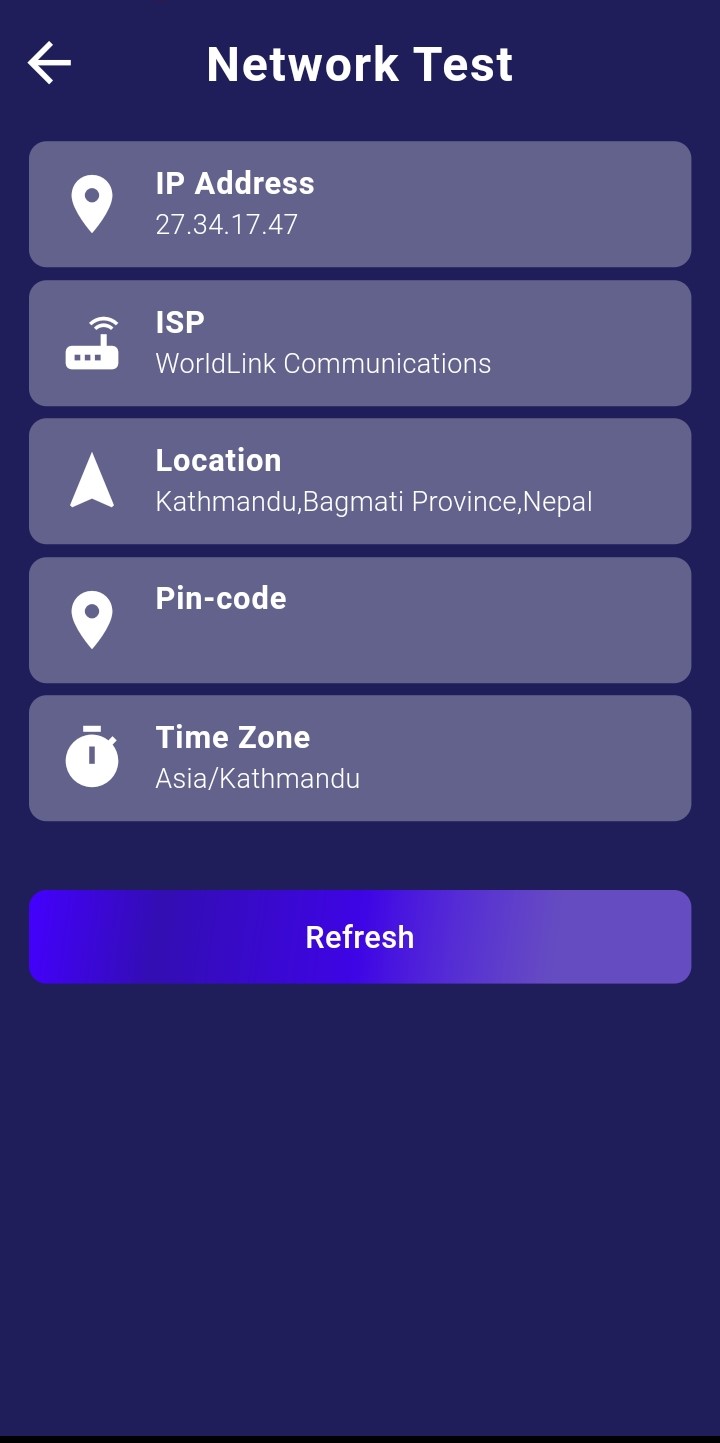 Network Test
IP Address
27.34.17.47
ISP
WorldLink Communications
Location
Kathmandu,Bagmati Province,Nepal
Pin-code
Time Zone
Asia/Kathmandu
Refresh